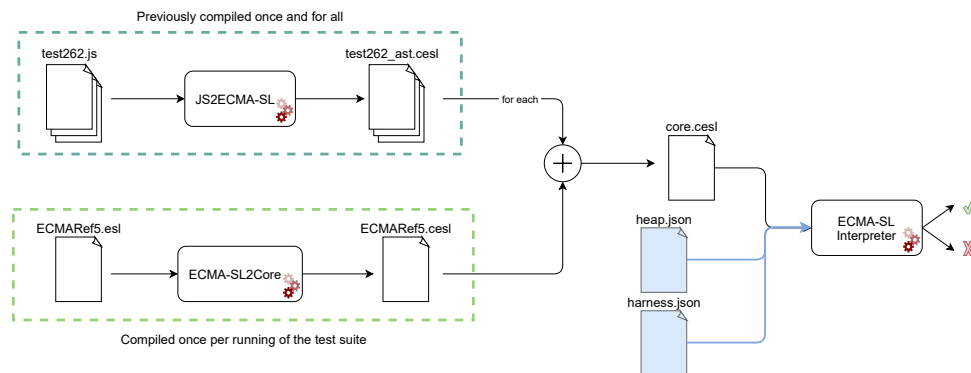 Previously compiled once and for all
test262.js
test262_ast.cesl
JS2ECMA-SL
for each
core.cesl
ECMARef5.esl
ECMARef5.cesl
ECMA-SL2Core
heap.json
ECMA-SL
Interpreter
harness.json
Compiled once per running of the test suite